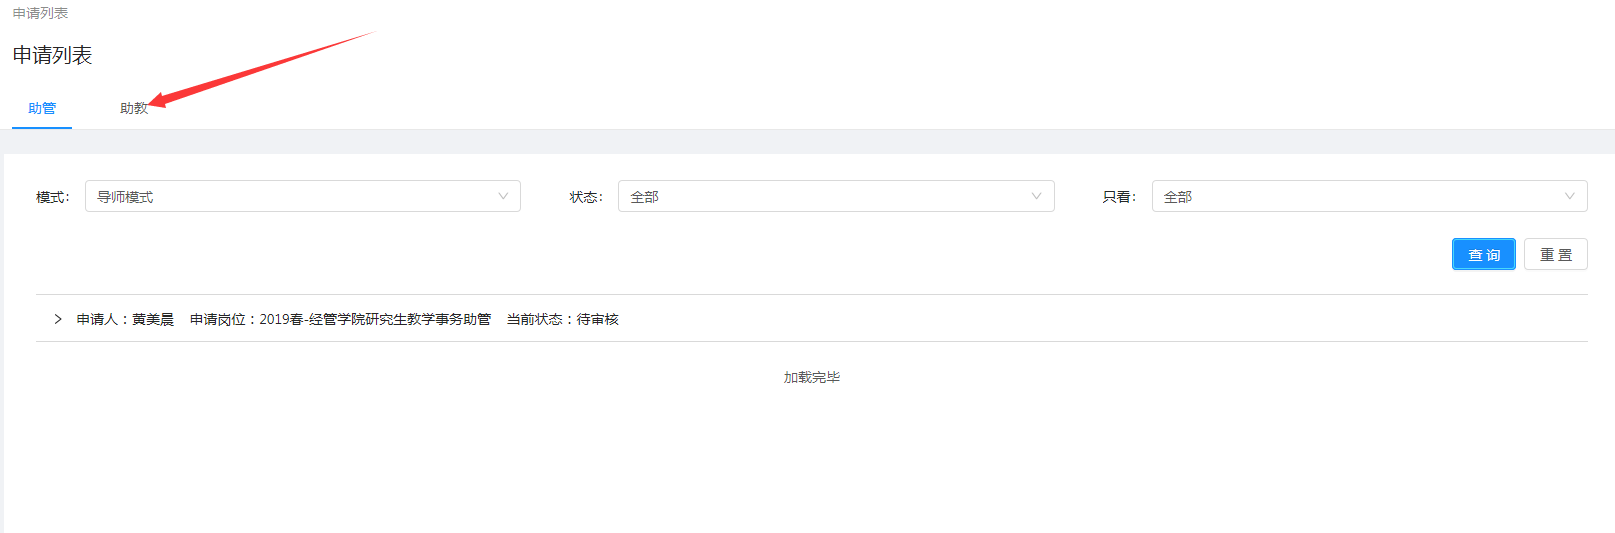 申请列表
申请列表
助管 助教
模式： 导师模式 状态： 全部 只看： 全部
查 询 重 置
申请人：黄美晨 申请岗位：2019春-经管学院研究生教学事务助管 当前状态：待审核
加载完毕